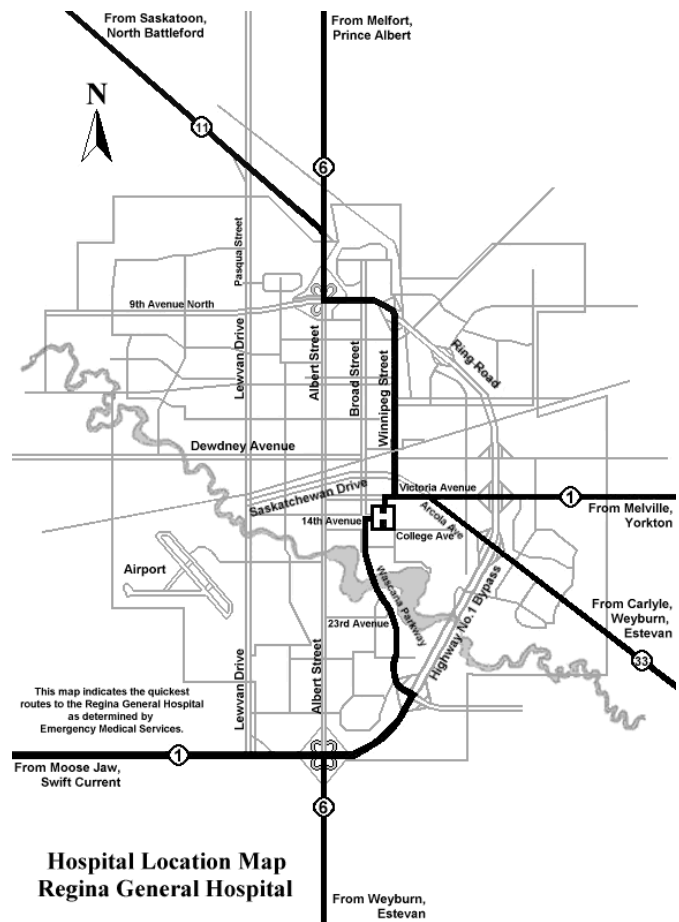 From Saskatoon,
North Battleford
From Melfort,
Prince Albert
N
11
6
Pasqua Street
9th Avenue North
Lewvan Drive
Albert Street
Broad Street
Winnipeg Street
Ring Road
Dewdney Avenue
Saskatchewan Drive
Victoria Avenue
1
From Melville,
Yorkton
14th Avenue
H
College Ave
Arcola Ave
Airport
Wascana Parkway
23rd Avenue
Highway No.1 Bypass
From Carlyle,
Weyburn,
Estevan
33
Lewvan Drive
Albert Street
This map indicates the quickest
routes to the Regina General Hospital
as determined by
Emergency Medical Services.
1
From Moose Jaw,
Swift Current
6
Hospital Location Map
Regina General Hospital
From Weyburn,
Estevan